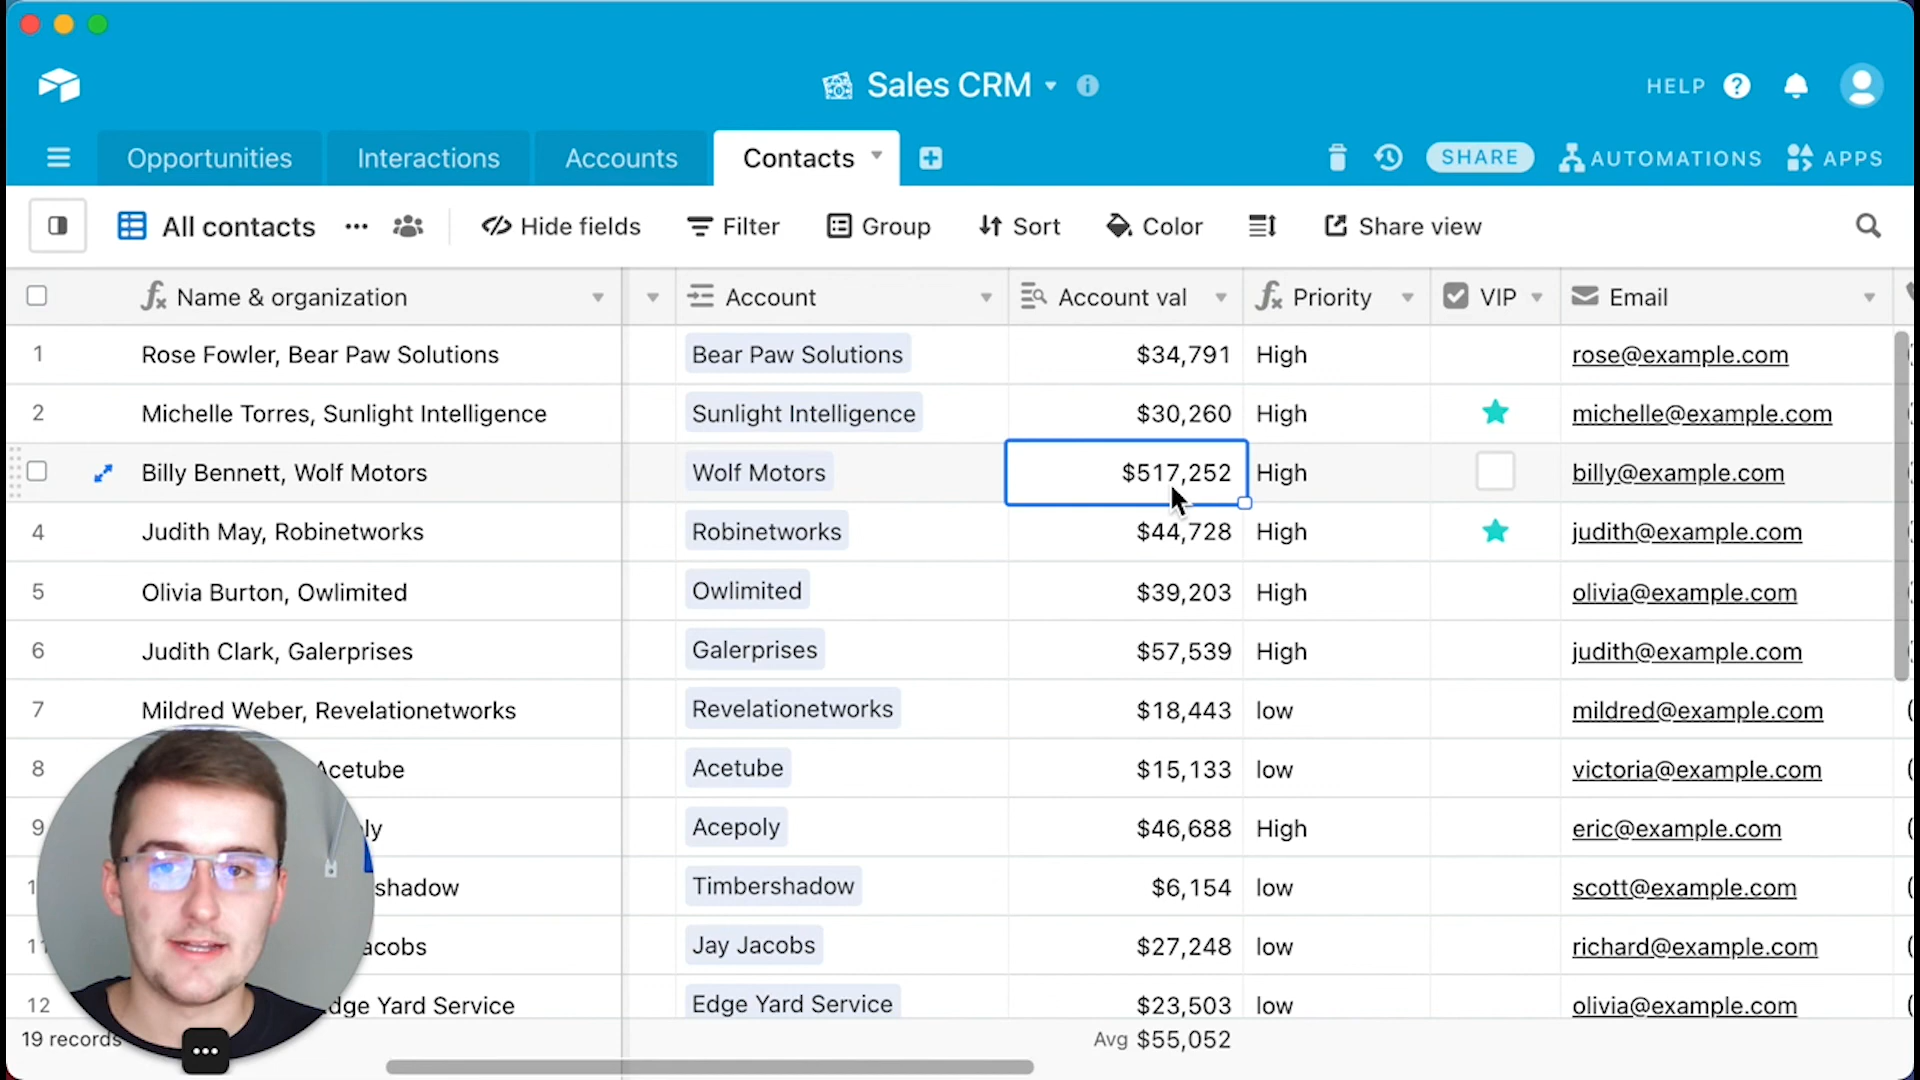 Sales CRM
HELP
Opportunities Interactions Accounts Contacts SHARE AUTOMATIONS APPS
All contacts ... Hide fields Filter Group Sort Color Share view
Name & organization Account Account val Priority VIP Email
1 Rose Fowler, Bear Paw Solutions Bear Paw Solutions $34,791 High rose@example.com
2 Michelle Torres, Sunlight Intelligence Sunlight Intelligence $30,260 High michelle@example.com
Billy Bennett, Wolf Motors Wolf Motors $517,252 High billy@example.com
4 Judith May, Robinetworks Robinetworks $44,728 High judith@example.com
5 Olivia Burton, Owlimited Owlimited $39,203 High olivia@example.com
6 Judith Clark, Galerprises Galerprises $57,539 High judith@example.com
7 Mildred Weber, Revelationetworks Revelationetworks $18,443 low mildred@example.com
8 Acetube Acetube $15,133 low victoria@example.com
9 ly Acepoly $46,688 High eric@example.com
shadow Timbershadow $6,154 low scott@example.com
acobs Jay Jacobs $27,248 low richard@example.com
12 dge Yard Service Edge Yard Service $23,503 low olivia@example.com
19 records Avg $55,052